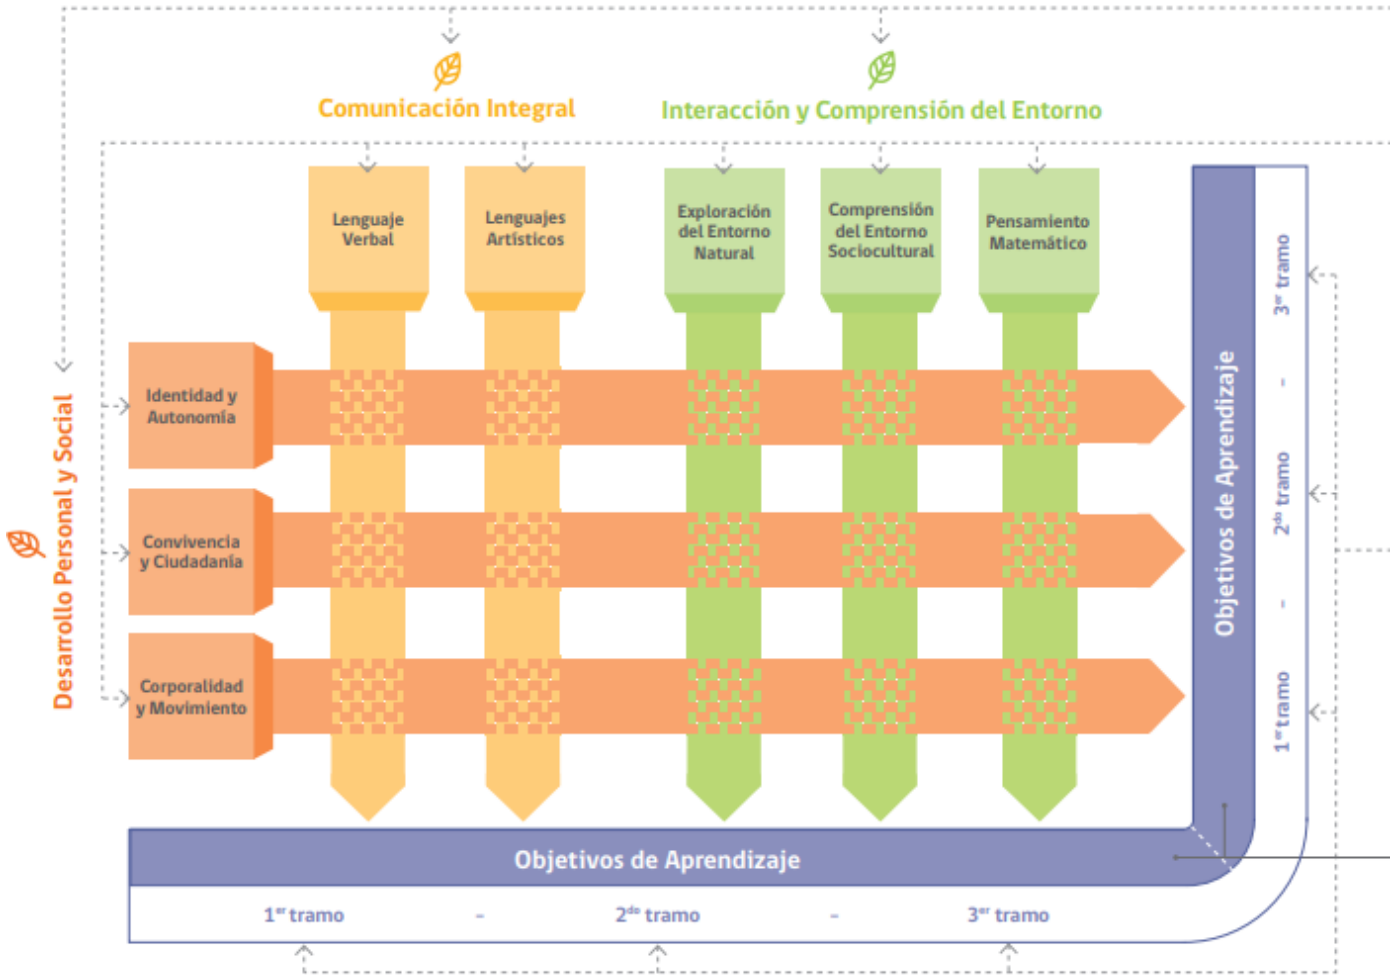 Comunicación Integral
Interacción y Comprensión del Entorno
Lenguaje
Verbal
Lenguajes
Artísticos
Exploración
del Entorno
Natural
Comprensión
del Entorno
Sociocultural
Pensamiento
Matemático
Desarrollo Personal y Social
Identidad y
Autonomía
Convivencia
y Ciudadanía
Corporalidad
y Movimiento
Objetivos de Aprendizaje
3er tramo
-
2do tramo
-
1er tramo
Objetivos de Aprendizaje
1er tramo - 2do tramo - 3er tramo